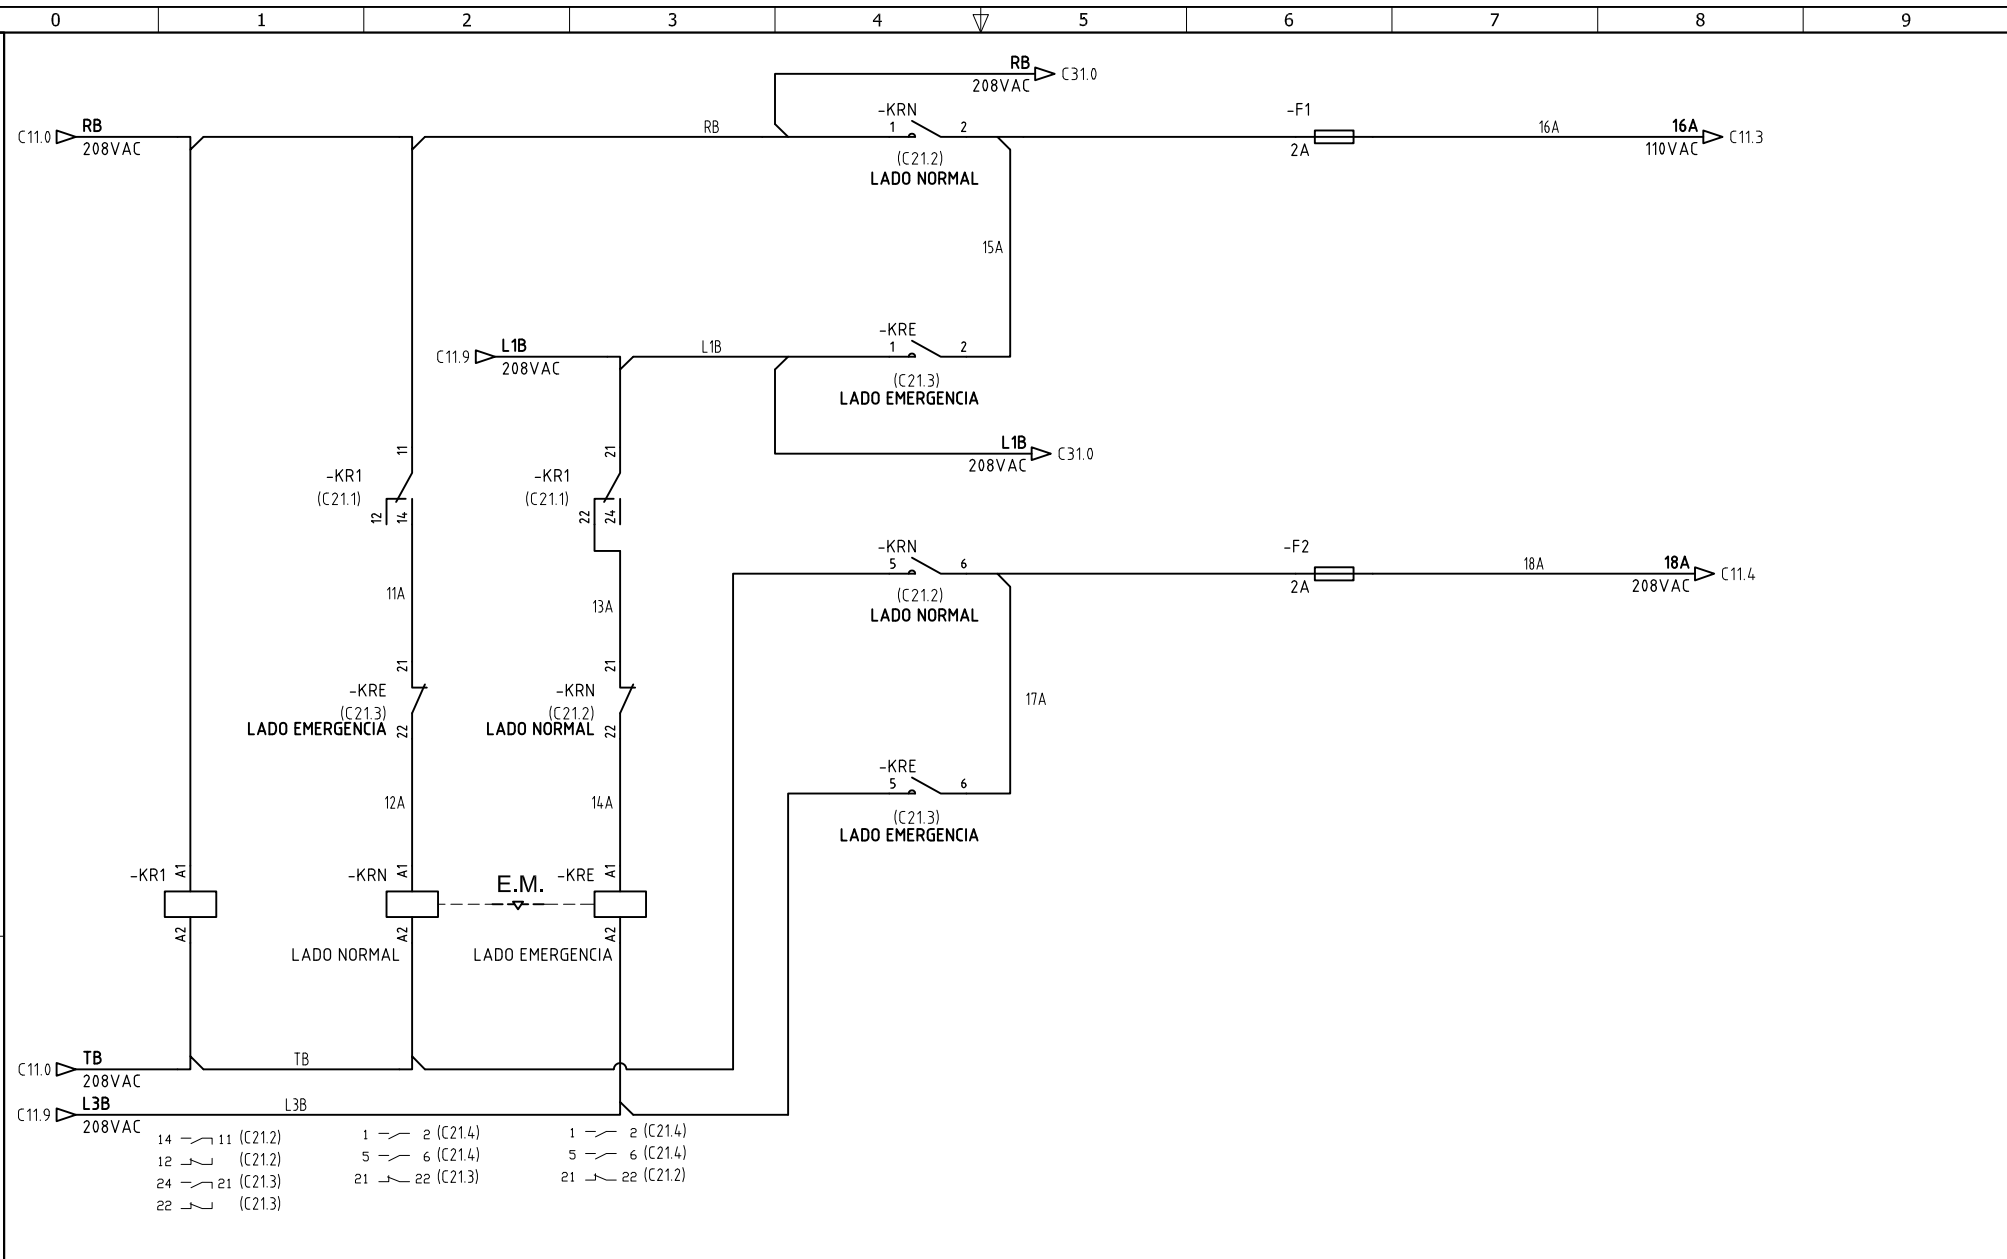 0 1 2 3 4 5 6 7 8 9
RB
208VAC
C31.0
C11.0
RB
208VAC
RB
-KRN
1 2
(C21.2)
LADO NORMAL
-F1
2A
16A
16A
110VAC
C11.3
15A
C11.9
L1B
208VAC
L1B
-KRE
1 2
(C21.3)
LADO EMERGENCIA
L1B
208VAC
C31.0
11
-KR1
(C21.1)
12 14
21
-KR1
(C21.1)
22 24
-KRN
5 6
(C21.2)
LADO NORMAL
-F2
2A
18A
18A
208VAC
C11.4
11A
13A
21
-KRE
(C21.3)
LADO EMERGENCIA
22
21
-KRN
(C21.2)
LADO NORMAL
22
17A
-KRE
5 6
(C21.3)
LADO EMERGENCIA
12A
14A
-KR1
A1
A2
-KRN
A1
A2
LADO NORMAL
E.M.
-KRE
A1
A2
LADO EMERGENCIA
C11.0
TB
208VAC
TB
C11.9
L3B
208VAC
L3B
14 11 (C21.2)
12 (C21.2)
24 21 (C21.3)
22 (C21.3)
1 2 (C21.4)
5 6 (C21.4)
21 22 (C21.3)
1 2 (C21.4)
5 6 (C21.4)
21 22 (C21.2)